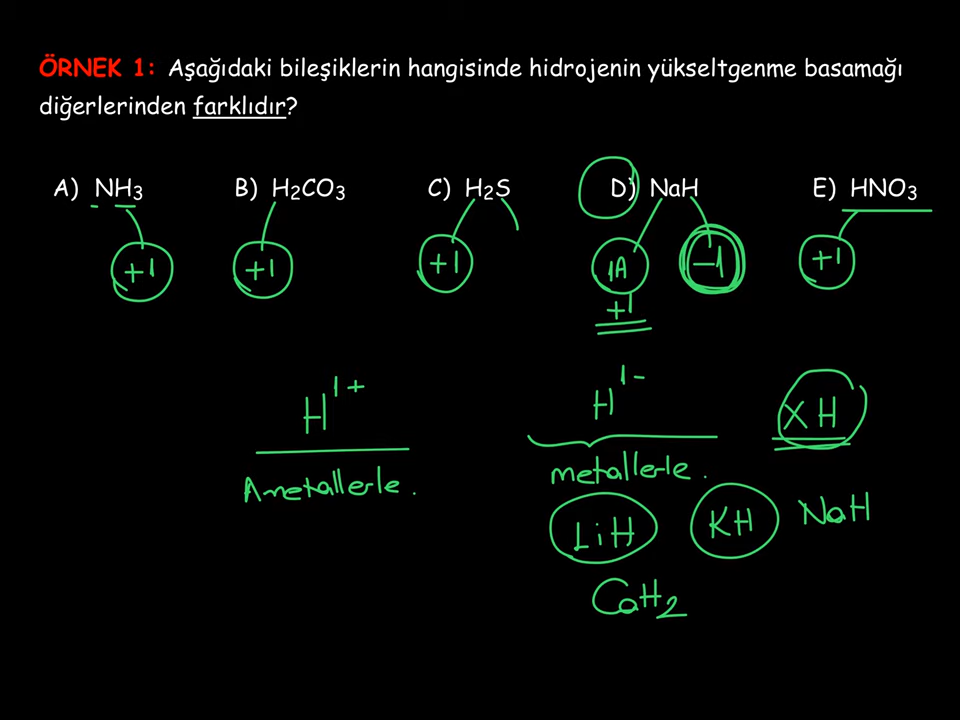 ÖRNEK 1: Aşağıdaki bileşiklerin hangisinde hidrojenin yükseltgenme basamağı
diğerlerinden farklıdır?
A) NH3 B) H2CO3 C) H2S D) NaH E) HNO3
+1 +1 +1 1A -1 +1
+1
H1+ H1- XH
Ametallerle. metallerle.
LiH KH NaH
CaH2